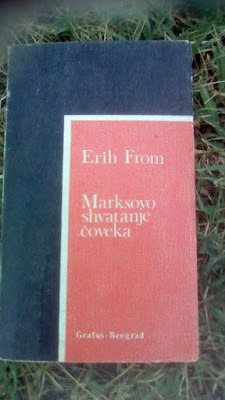 Erih From
Marksovo
shvatanje
čoveka
Grafos - Beograd